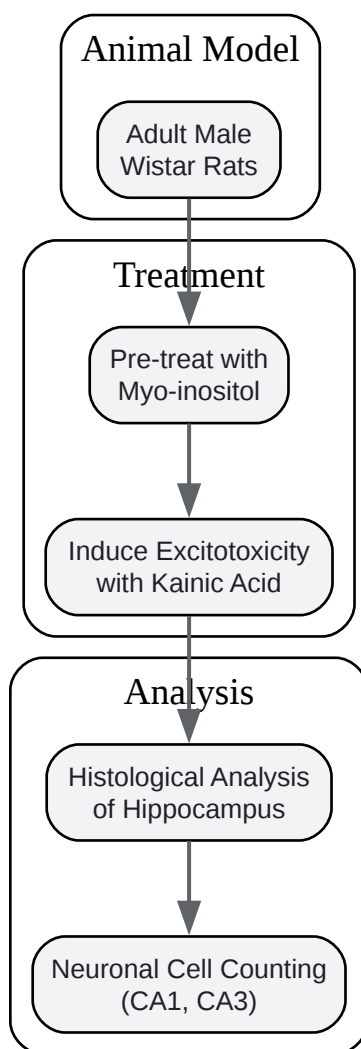 Animal Model
Adult Male
Wistar Rats
Treatment
Pre-treat with
Myo-inositol
Induce Excitotoxicity
with Kainic Acid
Analysis
Histological Analysis
of Hippocampus
Neuronal Cell Counting
(CA1, CA3)